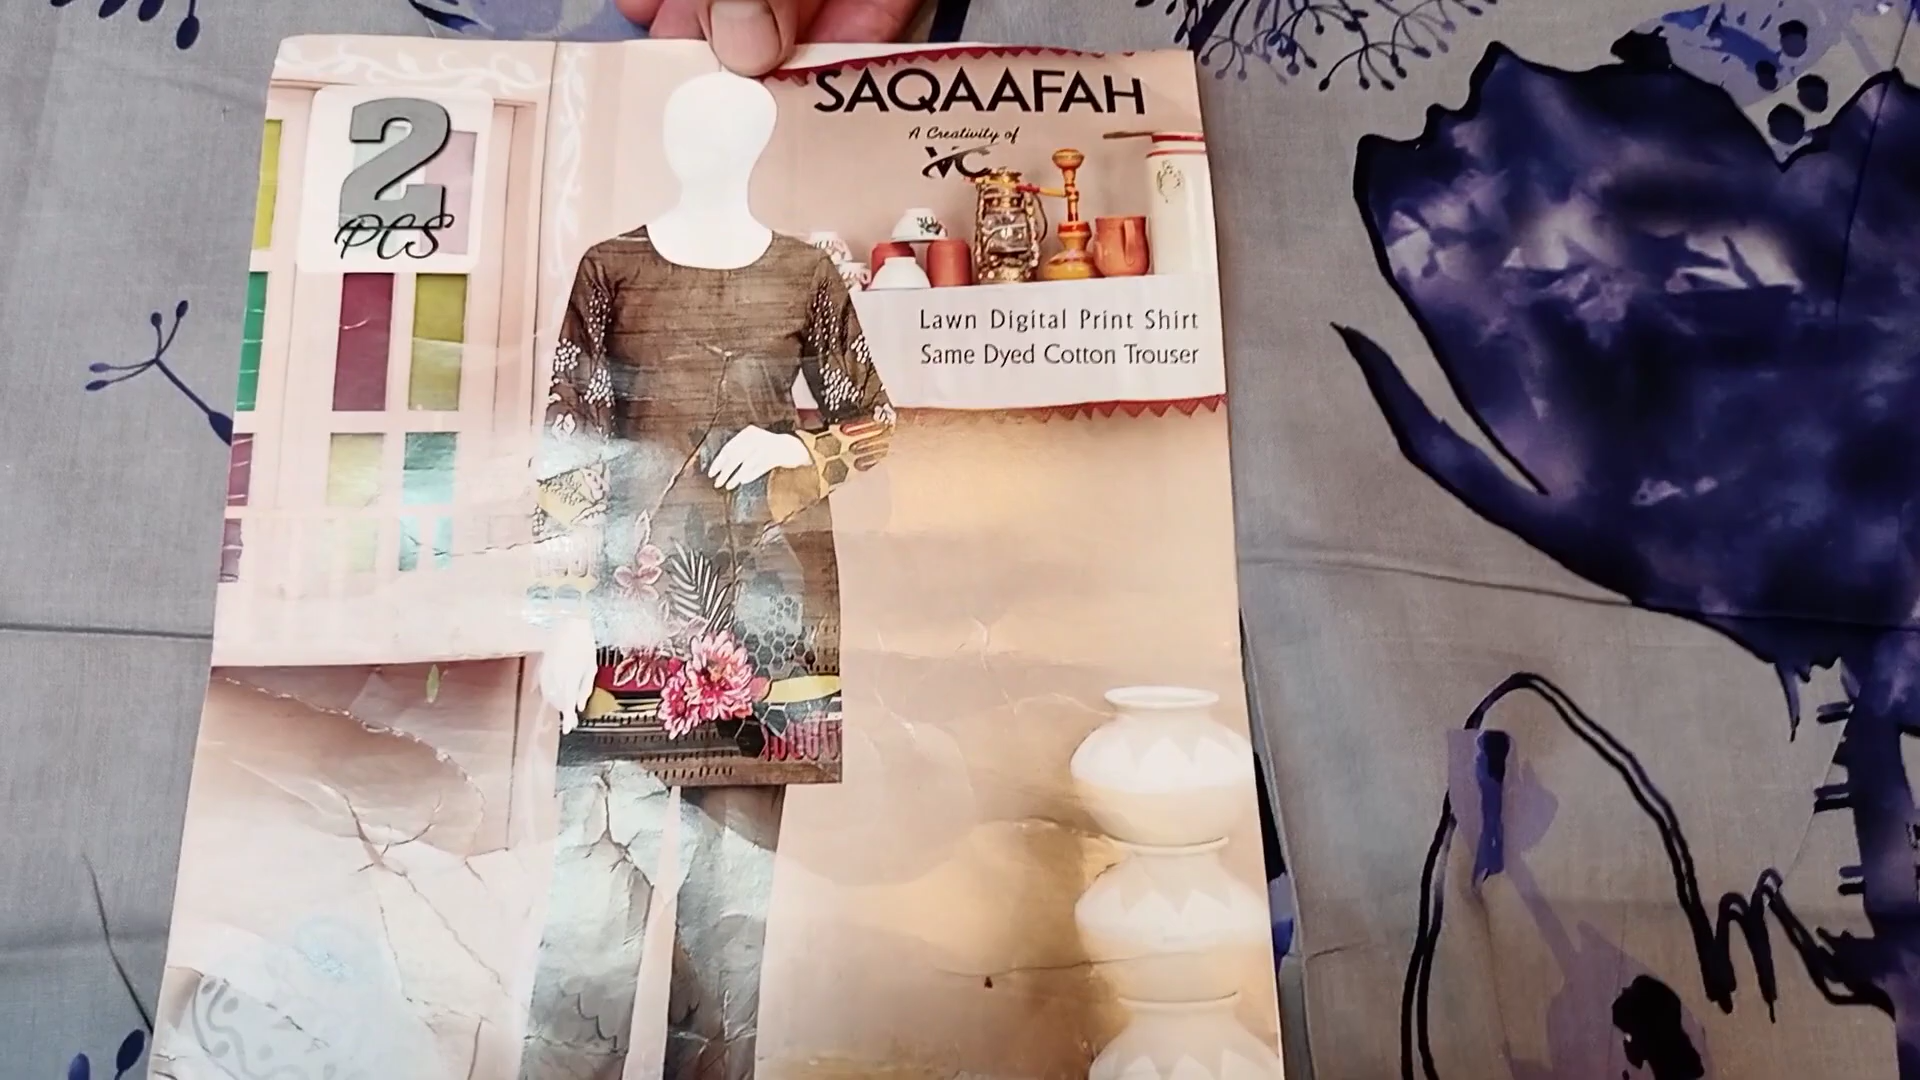 2
PCS
SAQAAFAH
A Creativity of
VC
Lawn Digital Print Shirt
Same Dyed Cotton Trouser